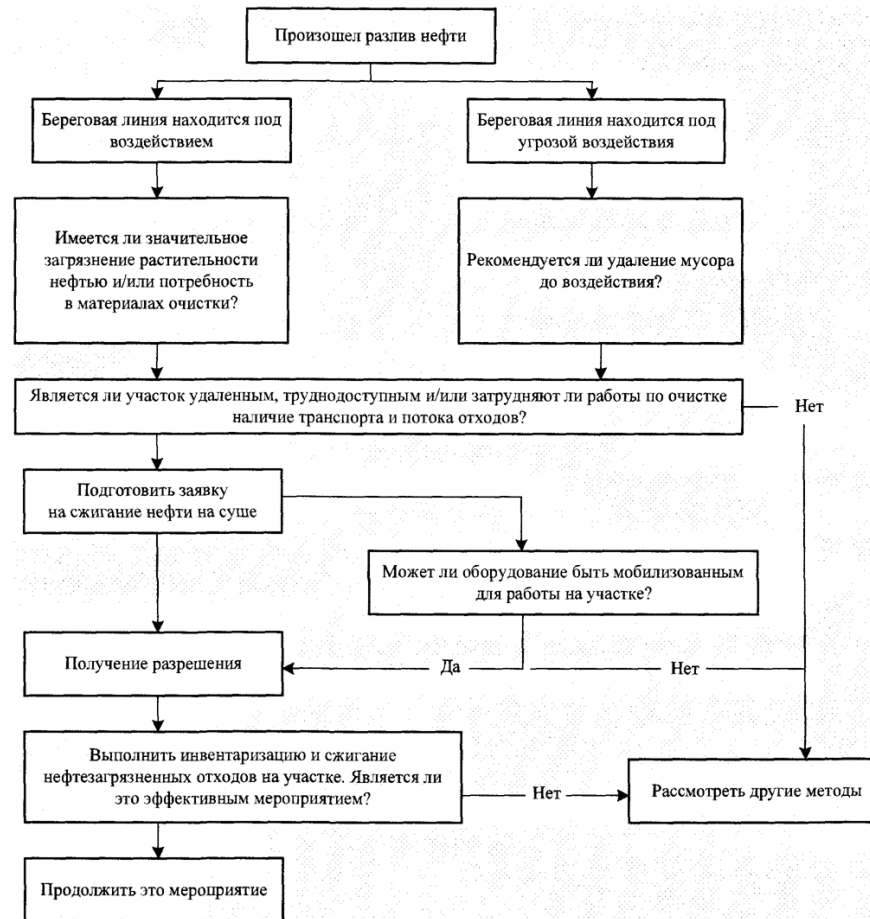 Произошел разлив нефти
Береговая линия находится под
воздействием
Береговая линия находится под
угрозой воздействия
Имеется ли значительное
загрязнение растительности
нефтью и/или потребность
в материалах очистки?
Рекомендуется ли удаление мусора
до воздействия?
Является ли участок удаленным, труднодоступным и/или затрудняют ли работы по очистке
наличие транспорта и потока отходов?
Нет
Подготовить заявку
на сжигание нефти на суше
Может ли оборудование быть мобилизованным
для работы на участке?
Получение разрешения
Да
Нет
Выполнить инвентаризацию и сжигание
нефтезагрязненных отходов на участке. Является ли
это эффективным мероприятием?
Нет
Рассмотреть другие методы
Продолжить это мероприятие